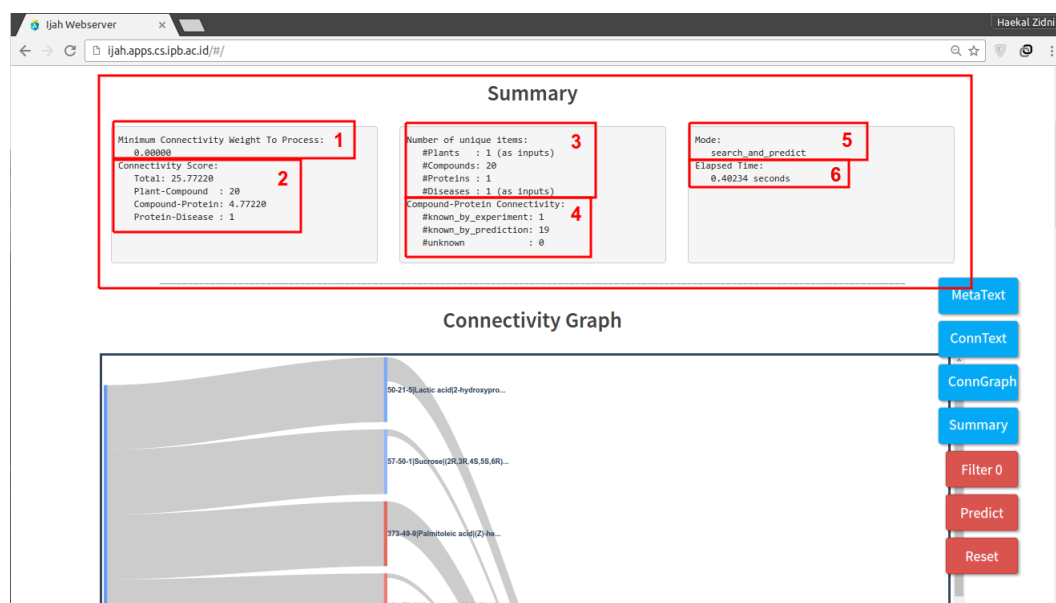 Ijah Webserver ×
Haekal Zidni
ijah.apps.cs.ipb.ac.id/#/
Summary
Minimum Connectivity Weight To Process:
0.00000
1
Connectivity Score:
Total: 25.77220
Plant-Compound : 20
Compound-Protein: 4.77220
Protein-Disease : 1
2
Number of unique items:
#Plants : 1 (as inputs)
#Compounds: 20
#Proteins : 1
#Diseases : 1 (as inputs)
3
Compound-Protein Connectivity:
#known_by_experiment: 1
#known_by_prediction: 19
#unknown : 0
4
Mode:
search_and_predict
5
Elapsed Time:
0.40234 seconds
6
Connectivity Graph
50-21-5|Lactic acid|2-hydroxypro...
57-50-1|Sucrose|(2R,3R,4S,5S,6R)...
373-49-9|Palmitoleic acid|(Z)-he...
MetaText
ConnText
ConnGraph
Summary
Filter 0
Predict
Reset